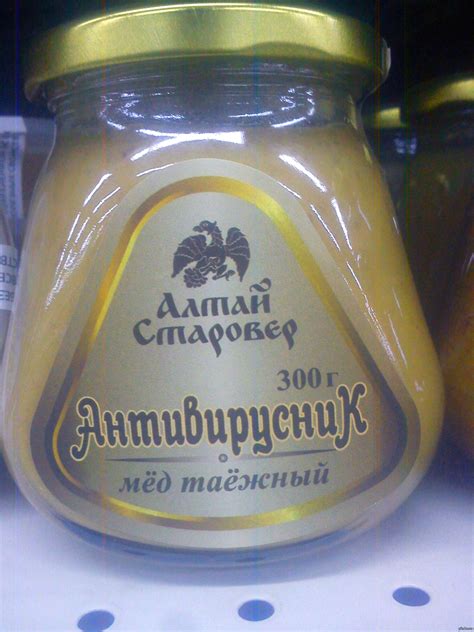 Алтай
Старовер
300 г
Антивирусник
мёд таёжный